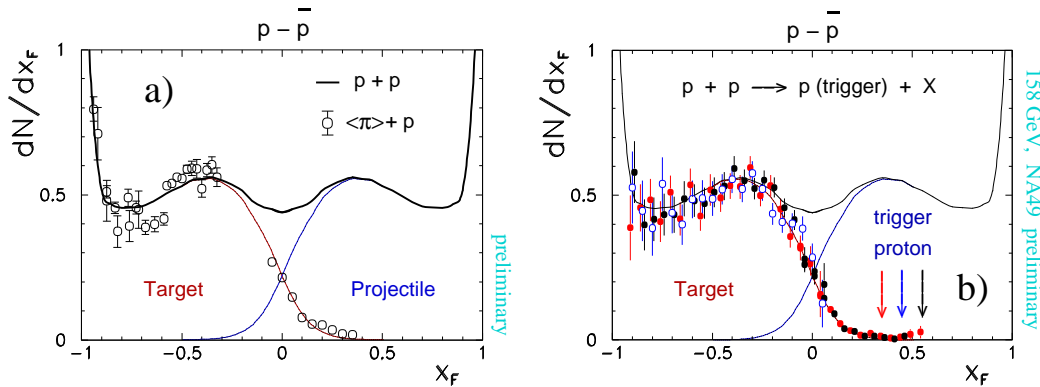 p – p̅
dN/dx_F
a)
p + p
<π>+ p
Target
Projectile
preliminary
1
0.5
0
-1
-0.5
0
0.5
1
x_F
p – p̅
dN/dx_F
p + p → p (trigger) + X
trigger
proton
Target
b)
158 GeV, NA49 preliminary
1
0.5
0
-1
-0.5
0
0.5
1
x_F